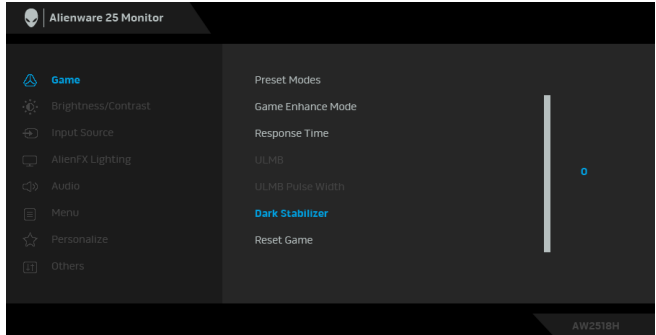 Alienware 25 Monitor
Game
Brightness/Contrast
Input Source
AlienFX Lighting
Audio
Menu
Personalize
Others
Preset Modes
Game Enhance Mode
Response Time
ULMB
ULMB Pulse Width
Dark Stabilizer
Reset Game
0
AW2518H